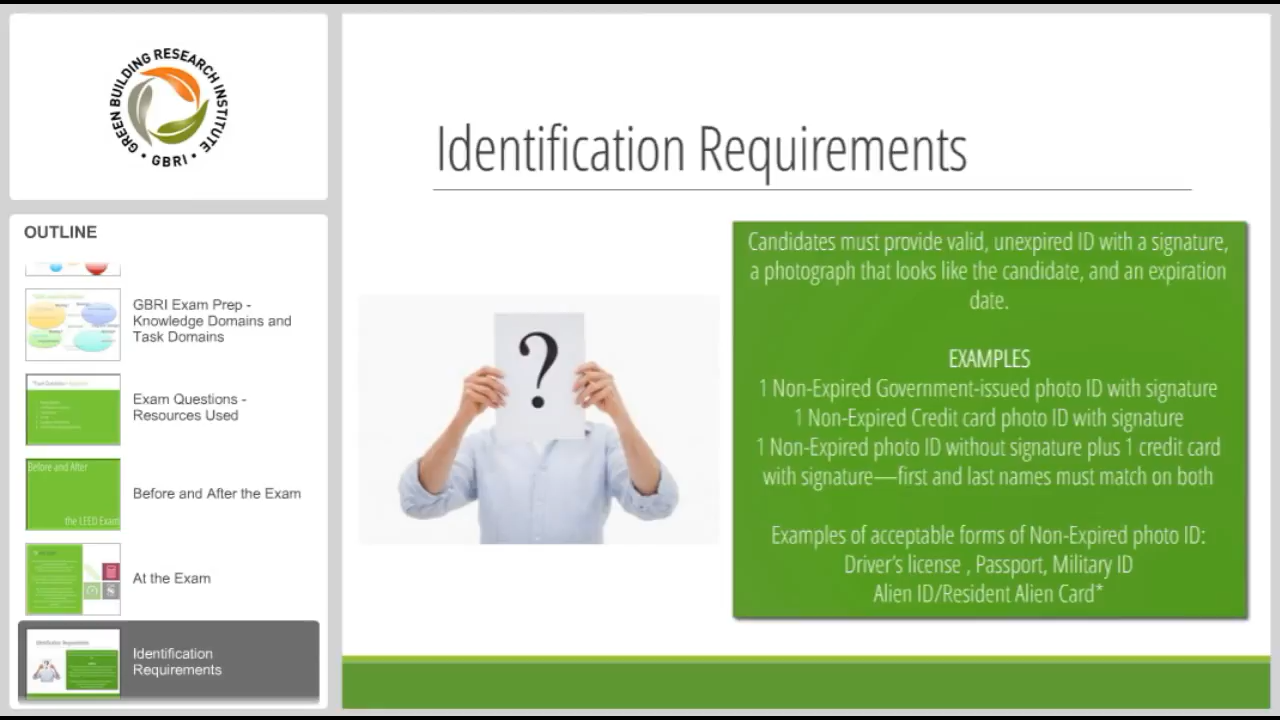 GREEN BUILDING RESEARCH INSTITUTE
• GBRI •
OUTLINE
GBRI Exam Prep -
Knowledge Domains and
Task Domains
Exam Questions -
Resources Used
Before and After
the LEED Exam
Before and After the Exam
At the Exam
Identification
Requirements
Identification Requirements
?
Candidates must provide valid, unexpired ID with a signature,
a photograph that looks like the candidate, and an expiration
date.
EXAMPLES
1 Non-Expired Government-issued photo ID with signature
1 Non-Expired Credit card photo ID with signature
1 Non-Expired photo ID without signature plus 1 credit card
with signature—first and last names must match on both
Examples of acceptable forms of Non-Expired photo ID:
Driver's license , Passport, Military ID
Alien ID/Resident Alien Card*